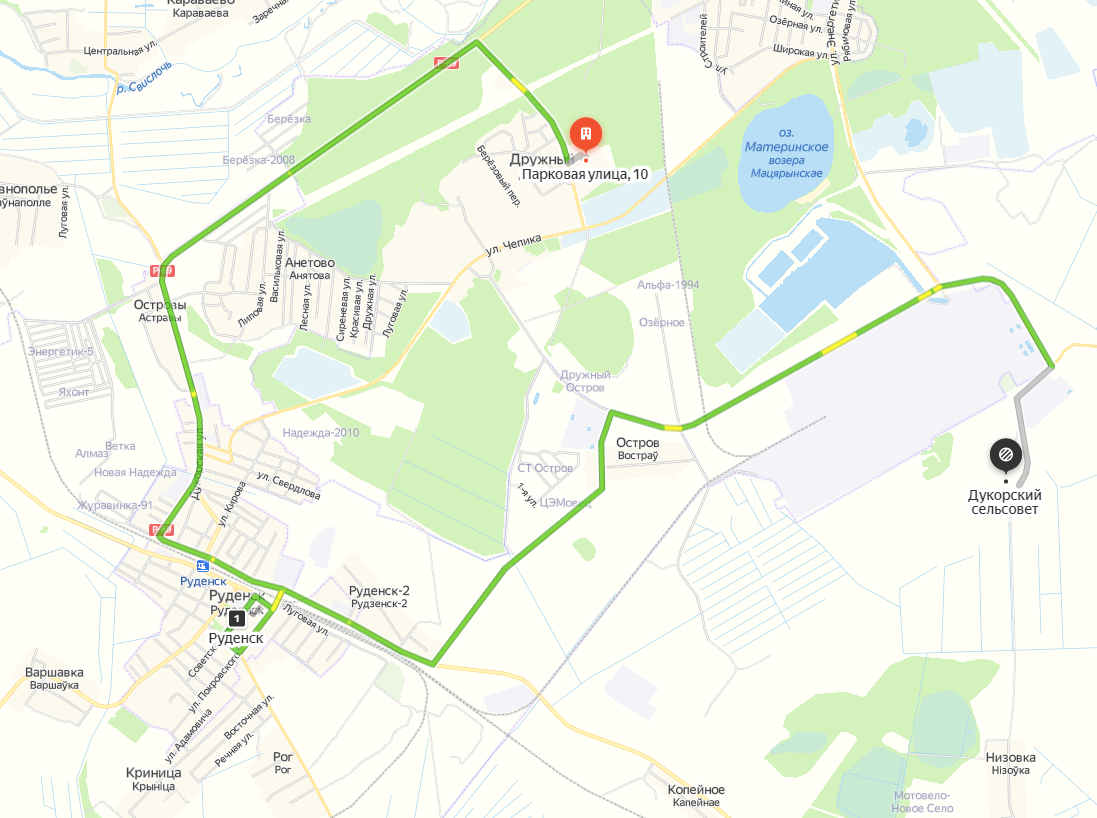 Караваево
Караваева
Центральная ул.
р. Свислочь
ул. Строителей
Озёрная ул.
Широкая ул.
ул. Энергетиков
Рябиновая ул.
Берёзка
Берёзка-2008
Дружный
Парковая улица, 10
Берёзовый пер.
оз.
Материнское
возера
Мацярынскае
Луговая ул.
ул. Чепика
Анетово
Анятова
Васильковая ул.
Липовая ул.
Лесная ул.
Сиреневая ул.
Красивая ул.
Дружная ул.
Луговая ул.
Островы
Астравы
Альфа-1994
Озёрное
Энергетик-5
Яхонт
Дружный
Остров
Надежда-2010
Ветка
Алмаз
Новая Надежда
Журавинка-91
Дукорская ул.
ул. Кирова
ул. Свердлова
СТ Остров
1-я ул.
ЦЭМовец
Остров
Востраў
Дукорский
сельсовет
Руденск
Руденск
1
Руденск
Луговая ул.
Руденск-2
Рудзенск-2
Варшавка
Варшаўка
ул. Покровского
ул. Адамовича
Восточная ул.
Речная ул.
Рог
Рог
Криница
Крыніца
Копейное
Капейнае
Низовка
Нізоўка
Мотовело-
Новое Село